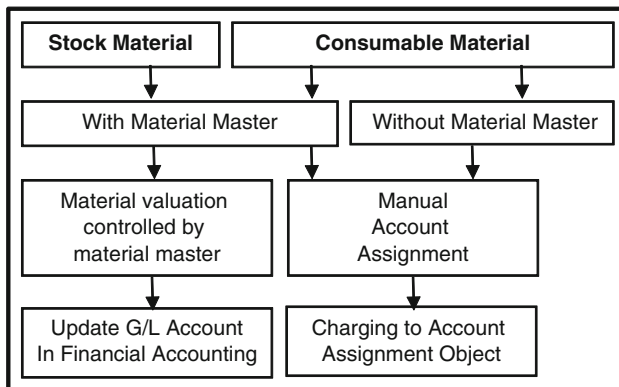 Stock Material
Consumable Material
With Material Master
Without Material Master
Material valuation
controlled by
material master
Manual
Account
Assignment
Update G/L Account
In Financial Accounting
Charging to Account
Assignment Object